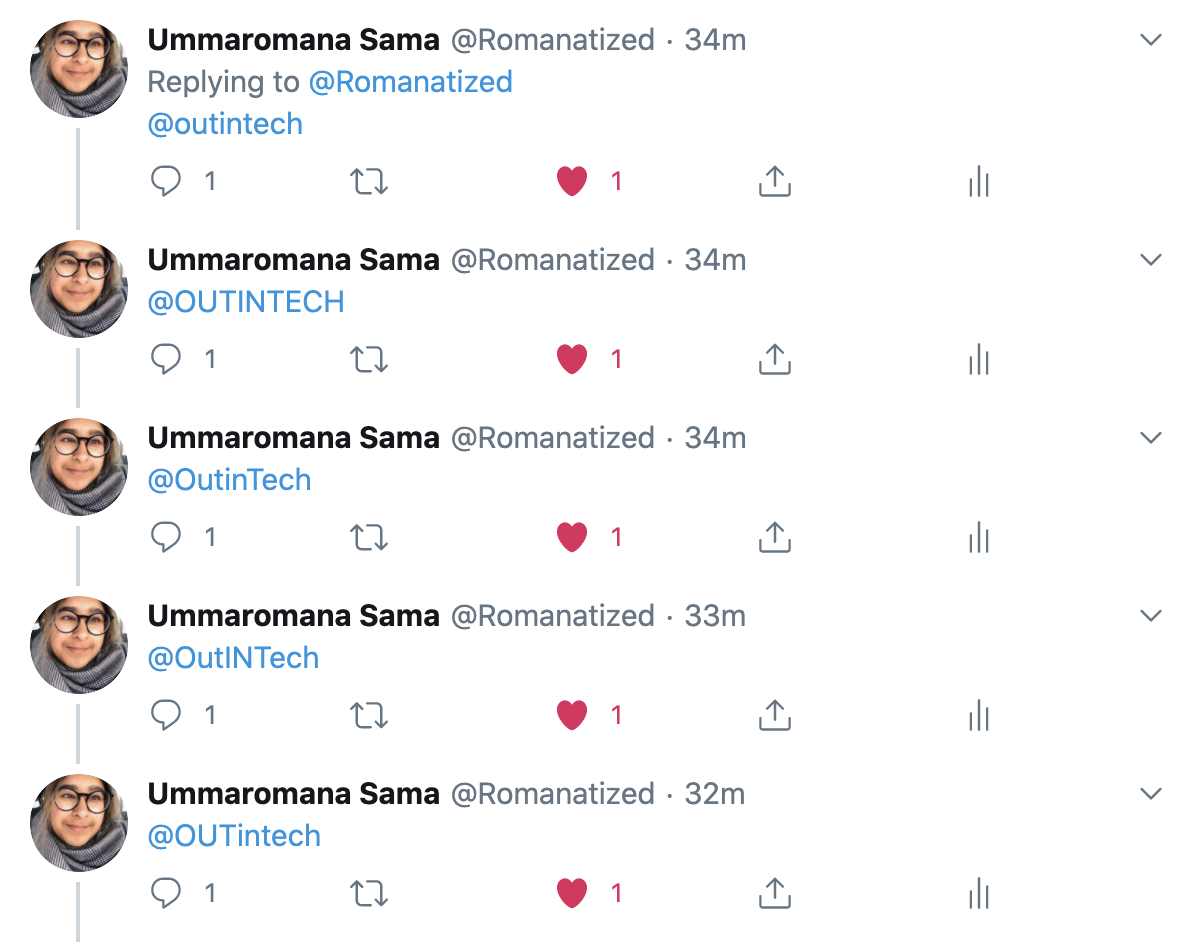 Ummaromana Sama @Romanatized · 34m
Replying to @Romanatized
@outintech
1 1
Ummaromana Sama @Romanatized · 34m
@OUTINTECH
1 1
Ummaromana Sama @Romanatized · 34m
@OutinTech
1 1
Ummaromana Sama @Romanatized · 33m
@OutINTech
1 1
Ummaromana Sama @Romanatized · 32m
@OUTintech
1 1